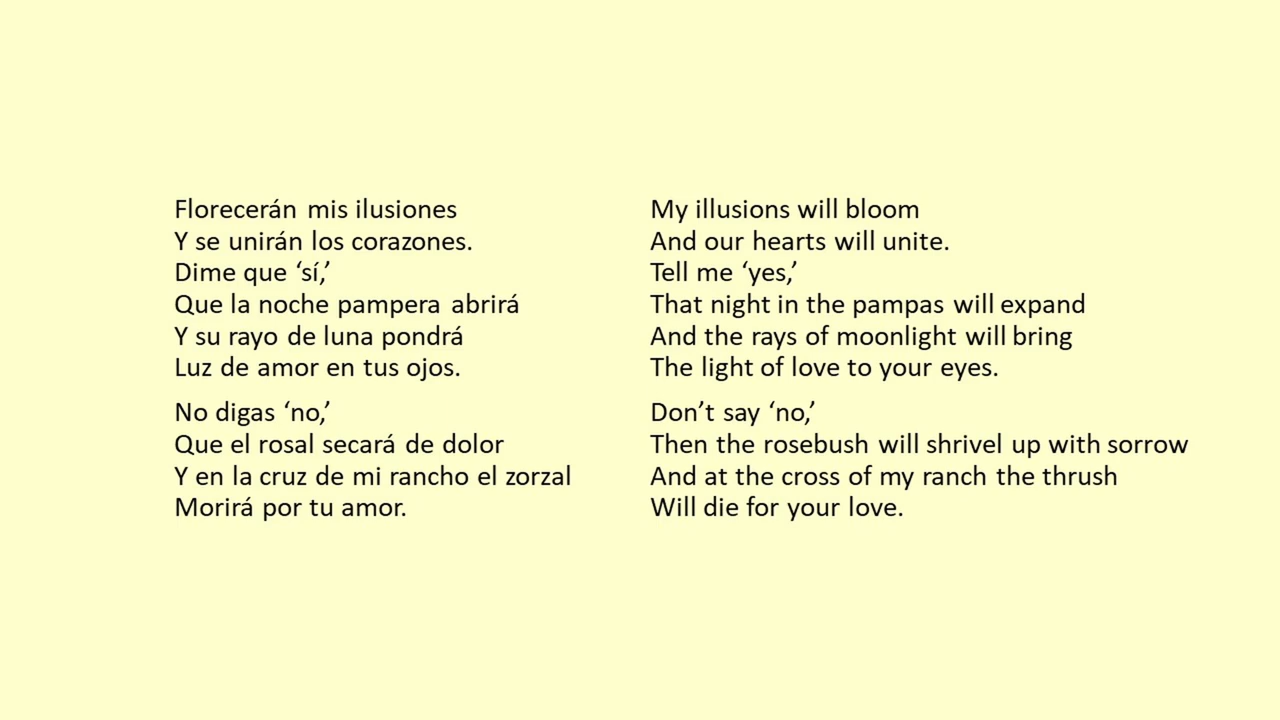 Florecerán mis ilusiones
Y se unirán los corazones.
Dime que ‘sí,’
Que la noche pampera abrirá
Y su rayo de luna pondrá
Luz de amor en tus ojos.
No digas ‘no,’
Que el rosal secará de dolor
Y en la cruz de mi rancho el zorzal
Morirá por tu amor.
My illusions will bloom
And our hearts will unite.
Tell me ‘yes,’
That night in the pampas will expand
And the rays of moonlight will bring
The light of love to your eyes.
Don’t say ‘no,’
Then the rosebush will shrivel up with sorrow
And at the cross of my ranch the thrush
Will die for your love.